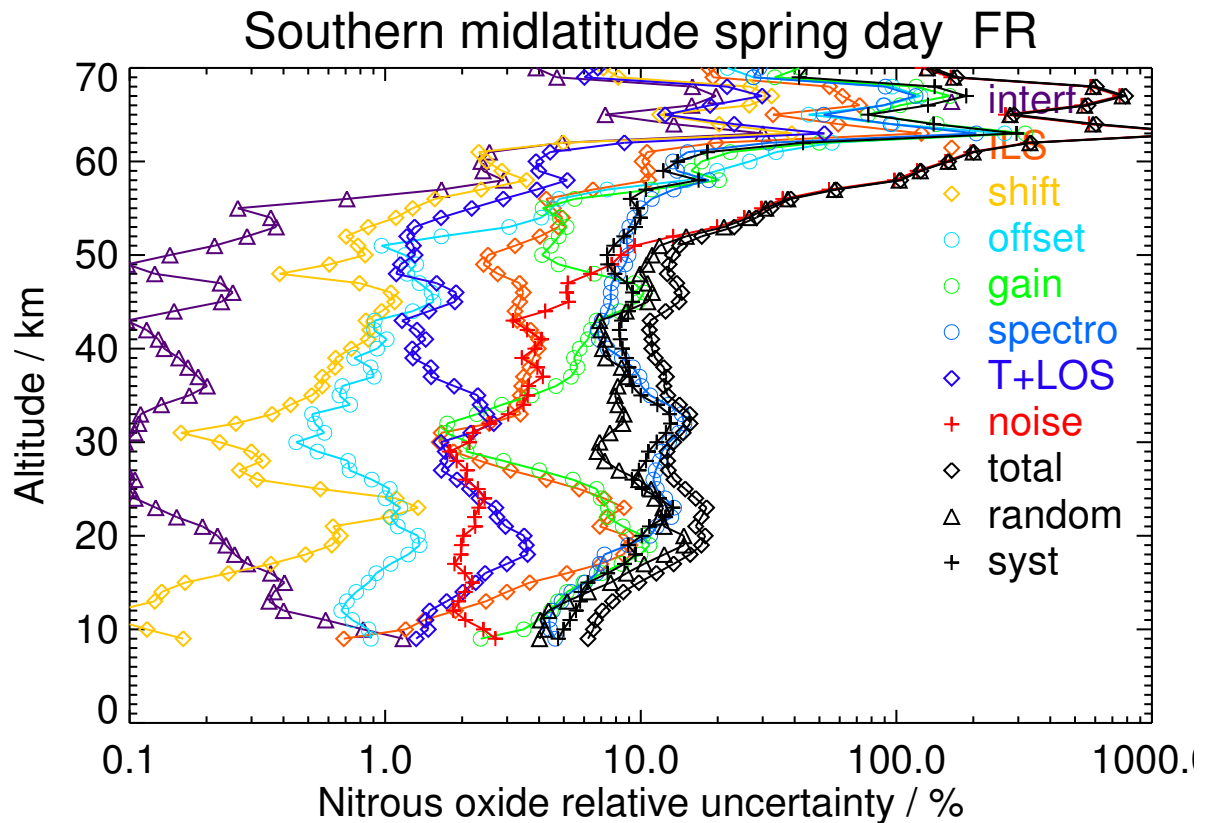 Southern midlatitude spring day FR
70
60
50
40
30
20
10
0
Altitude / km
interf
ILS
shift
offset
gain
spectro
T+LOS
noise
total
random
syst
0.1 1.0 10.0 100.0 1000.0
Nitrous oxide relative uncertainty / %